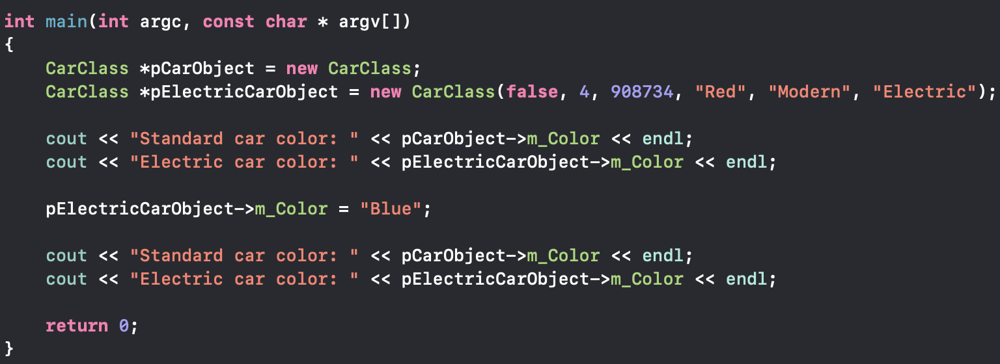 int main(int argc, const char * argv[])
{
    CarClass *pCarObject = new CarClass;
    CarClass *pElectricCarObject = new CarClass(false, 4, 908734, "Red", "Modern", "Electric");

    cout << "Standard car color: " << pCarObject->m_Color << endl;
    cout << "Electric car color: " << pElectricCarObject->m_Color << endl;

    pElectricCarObject->m_Color = "Blue";

    cout << "Standard car color: " << pCarObject->m_Color << endl;
    cout << "Electric car color: " << pElectricCarObject->m_Color << endl;

    return 0;
}